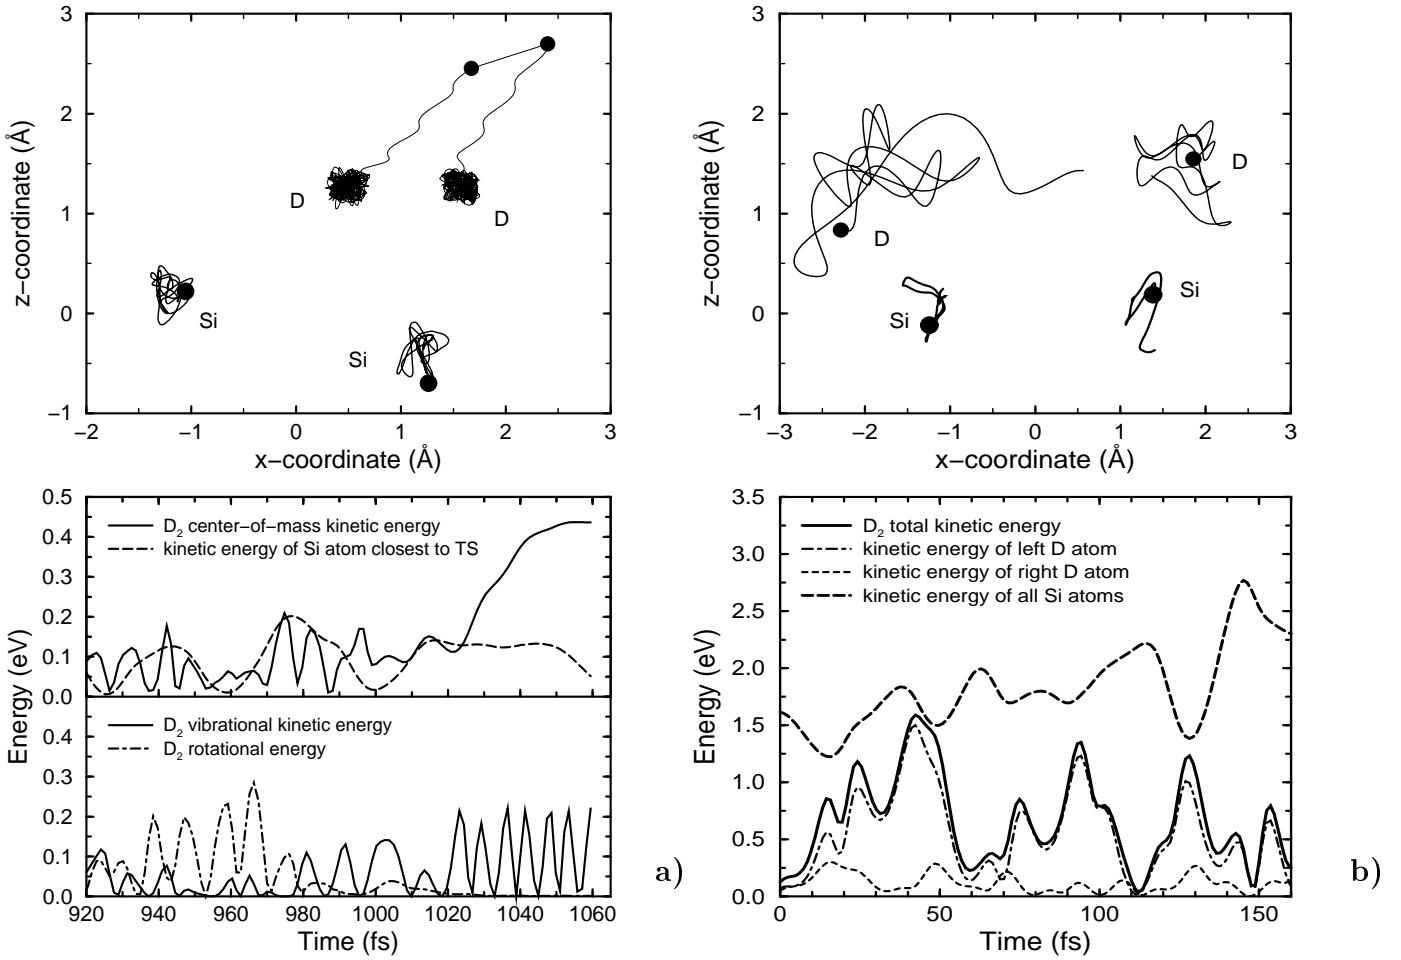 3
2
1
0
−1
−2
−1
0
1
2
3
z−coordinate (Å)
x−coordinate (Å)
D
D
Si
Si
3
2
1
0
−1
−3
−2
−1
0
1
2
3
z−coordinate (Å)
x−coordinate (Å)
D
D
Si
Si
0.5
0.4
0.3
0.2
0.1
0.0
0.4
0.3
0.2
0.1
0.0
920
940
960
980
1000
1020
1040
1060
Energy (eV)
Time (fs)
D2 center−of−mass kinetic energy
kinetic energy of Si atom closest to TS
D2 vibrational kinetic energy
D2 rotational energy
a)
3.5
3.0
2.5
2.0
1.5
1.0
0.5
0.0
0
50
100
150
Energy (eV)
Time (fs)
D2 total kinetic energy
kinetic energy of left D atom
kinetic energy of right D atom
kinetic energy of all Si atoms
b)